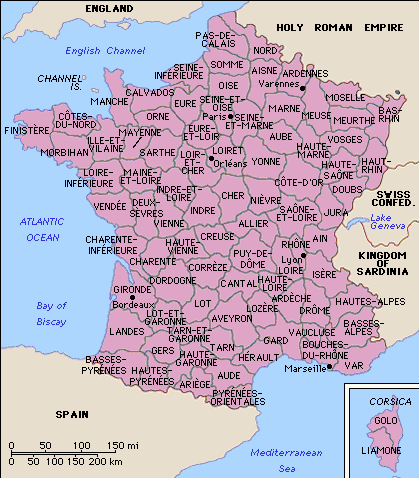 ENGLAND
HOLY ROMAN EMPIRE
English Channel
PAS-DE-
CALAIS
NORD
CHANNEL
IS.
SEINE-
INFÉRIEURE
SOMME
AISNE
ARDENNES
Varennes
OISE
MANCHE
CALVADOS
EURE
SEINE-ET-
OISE
Paris
SEINE-
ET-MARNE
MARNE
MEUSE
MOSELLE
MEURTHE
BAS-
RHIN
FINISTÈRE
CÔTES-
DU-NORD
ORNE
MAYENNE
ILLE-ET-
VILAINE
MORBIHAN
SARTHE
EURE-ET-
LOIR
AUBE
VOSGES
HAUTE-
MARNE
LOIR-
ET-
CHER
LOIRET
Orléans
YONNE
HAUTE-
SAÔNE
HAUT-
RHIN
LOIRE-
INFÉRIEURE
MAINE-
ET-LOIRE
INDRE-ET-
LOIRE
CHER
NIÈVRE
CÔTE-D'OR
DOUBS
SWISS
CONFED.
VENDÉE
DEUX-
SÈVRES
INDRE
SAÔNE-
ET-LOIRE
JURA
Lake
Geneva
ATLANTIC
OCEAN
VIENNE
ALLIER
CHARENTE-
INFÉRIEURE
HAUTE-
VIENNE
CREUSE
PUY-DE-
DÔME
RHÔNE
AIN
Lyon
LOIRE
KINGDOM
OF
SARDINIA
CHARENTE
CORRÈZE
ISÈRE
DORDOGNE
CANTAL
HAUTE-
LOIRE
Bay of
Biscay
GIRONDE
Bordeaux
LOT
ARDÈCHE
LOZÈRE
DRÔME
HAUTES-ALPES
LOT-ET-
GARONNE
AVEYRON
BASSES-
ALPES
LANDES
TARN-ET-
GARONNE
GARD
VAUCLUSE
GERS
HAUTE-
GARONNE
TARN
HÉRAULT
BOUCHES-
DU-RHÔNE
VAR
Marseille
BASSES-
PYRÉNÉES
HAUTES-
PYRÉNÉES
ARIÈGE
AUDE
PYRÉNÉES-
ORIENTALES
SPAIN
CORSICA
GOLO
LIAMONE
0 50 100 150 mi
0 50 100 150 200 km
Mediterranean
Sea